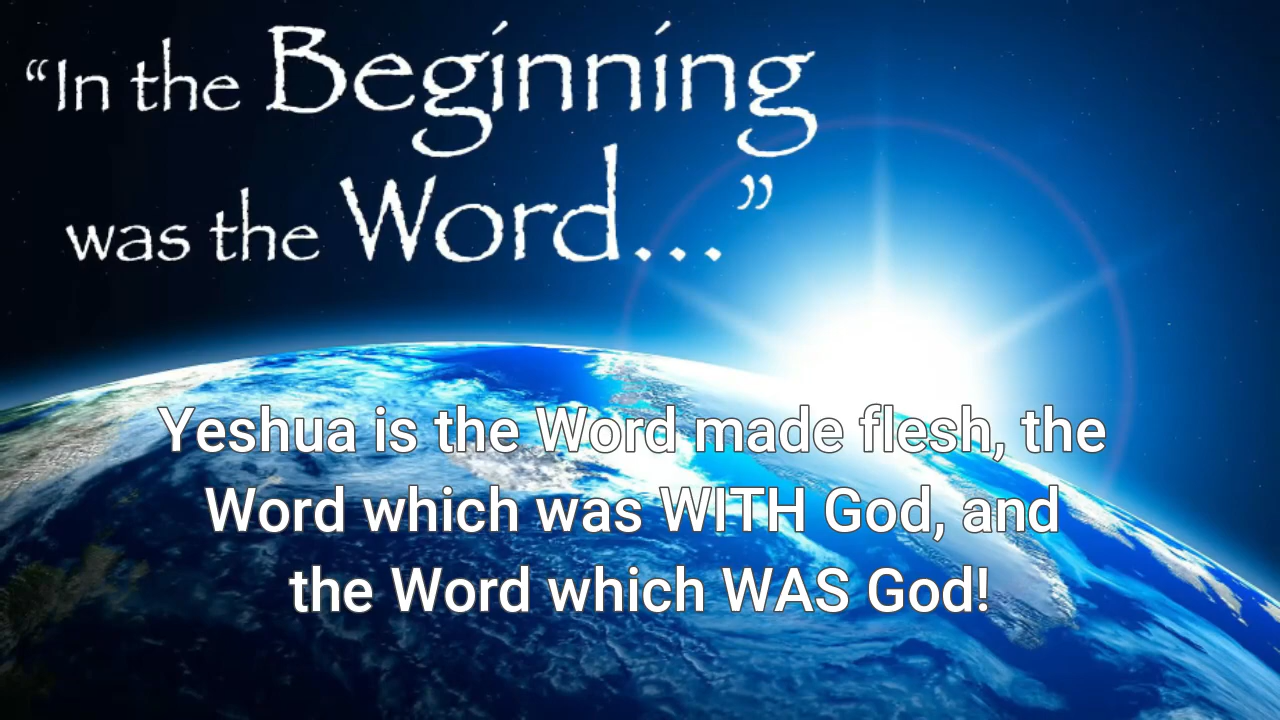 “In the Beginning
was the Word...”
Yeshua is the Word made flesh, the
Word which was WITH God, and
the Word which WAS God!